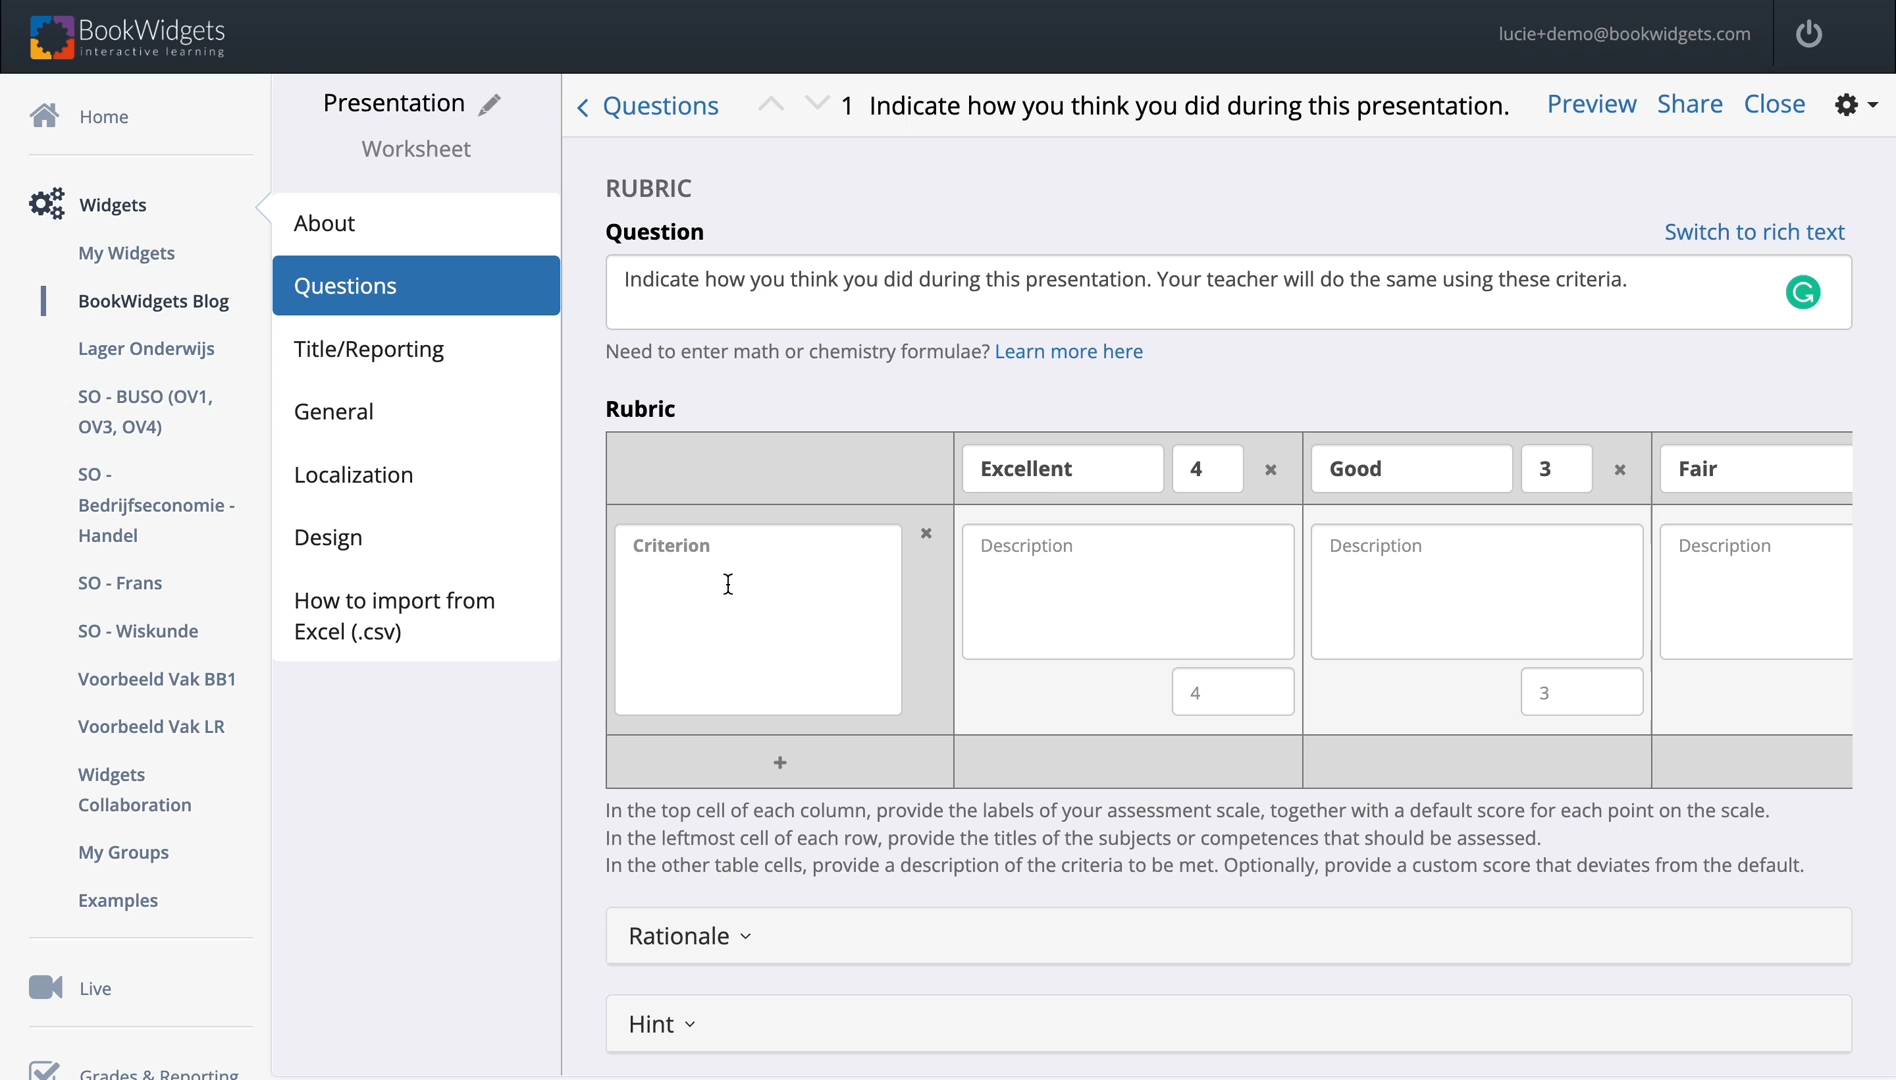 BookWidgets
interactive learning
lucie+demo@bookwidgets.com
Home
Widgets
My Widgets
BookWidgets Blog
Lager Onderwijs
SO - BUSO (OV1,
OV3, OV4)
SO -
Bedrijfseconomie -
Handel
SO - Frans
SO - Wiskunde
Voorbeeld Vak BB1
Voorbeeld Vak LR
Widgets
Collaboration
My Groups
Examples
Live
Grades & Reporting
Presentation
Worksheet
About
Questions
Title/Reporting
General
Localization
Design
How to import from
Excel (.csv)
Questions 1 Indicate how you think you did during this presentation. Preview Share Close
RUBRIC
Question Switch to rich text
Indicate how you think you did during this presentation. Your teacher will do the same using these criteria.
Need to enter math or chemistry formulae? Learn more here
Rubric
Excellent 4 × Good 3 × Fair
Criterion × Description Description Description
4 3
+
In the top cell of each column, provide the labels of your assessment scale, together with a default score for each point on the scale.
In the leftmost cell of each row, provide the titles of the subjects or competences that should be assessed.
In the other table cells, provide a description of the criteria to be met. Optionally, provide a custom score that deviates from the default.
Rationale
Hint